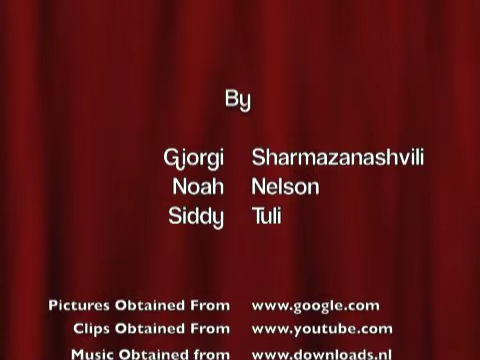 By
Gjorgi Sharmazanashvili
Noah Nelson
Siddy Tuli
Pictures Obtained From www.google.com
Clips Obtained From www.youtube.com
Music Obtained from www.downloads.nl